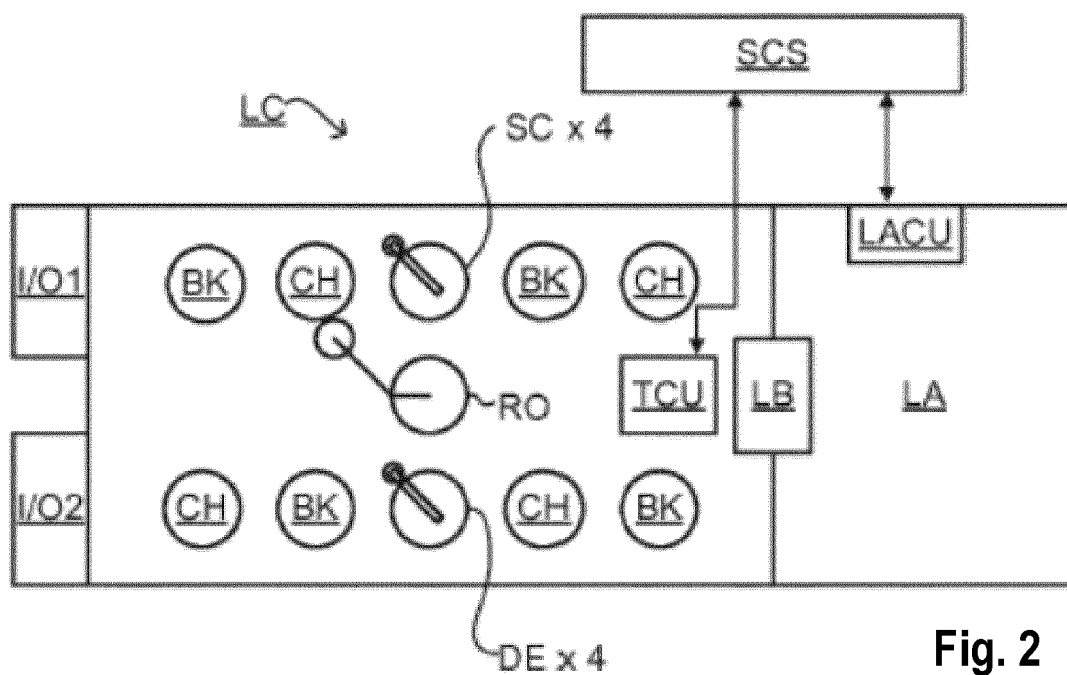 SCS
LC
SC x 4
I/O1
BK
CH
BK
CH
LACU
RO
TCU
LB
LA
I/O2
CH
BK
CH
BK
DE x 4
Fig. 2